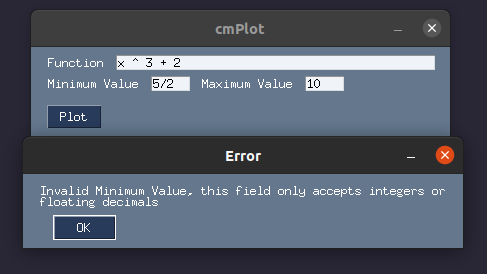 cmPlot
Function x ^ 3 + 2
Minimum Value 5/2 Maximum Value 10
Plot
Error
Invalid Minimum Value, this field only accepts integers or
floating decimals
OK